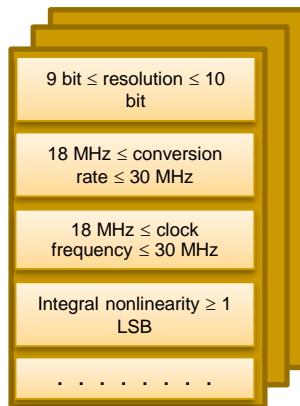 9 bit ≤ resolution ≤ 10
bit
18 MHz ≤ conversion
rate ≤ 30 MHz
18 MHz ≤ clock
frequency ≤ 30 MHz
Integral nonlinearity ≥ 1
LSB
. . . . . . . .